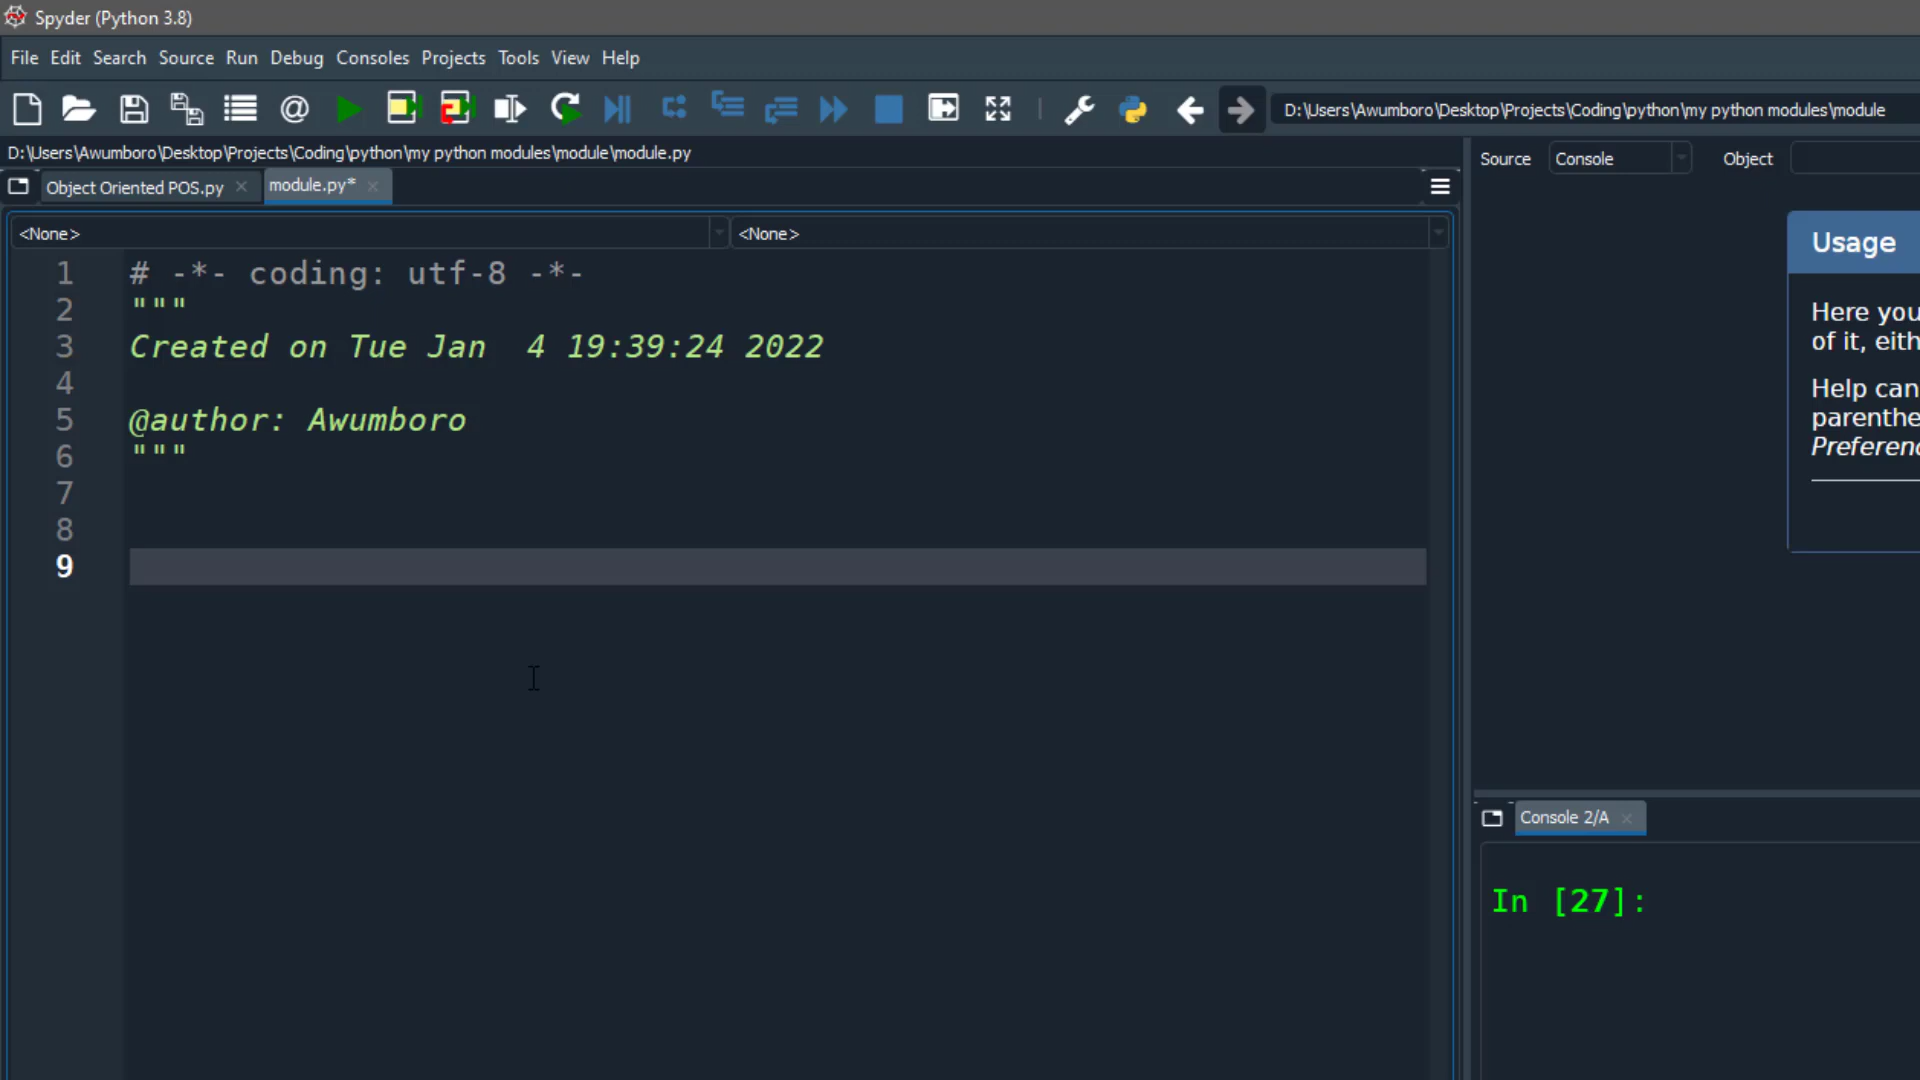 Spyder (Python 3.8)
File Edit Search Source Run Debug Consoles Projects Tools View Help
D:\Users\Awumboro\Desktop\Projects\Coding\python\my python modules\module
D:\Users\Awumboro\Desktop\Projects\Coding\python\my python modules\module\module.py
Source Console Object
Object Oriented POS.py module.py*
<None> <None>
Usage
1 # -*- coding: utf-8 -*-
2 """
3 Created on Tue Jan  4 19:39:24 2022
4
5 @author: Awumboro
6 """
7
8
9
Here you
of it, eith
Help can
parenthe
Preferenc
Console 2/A
In [27]: